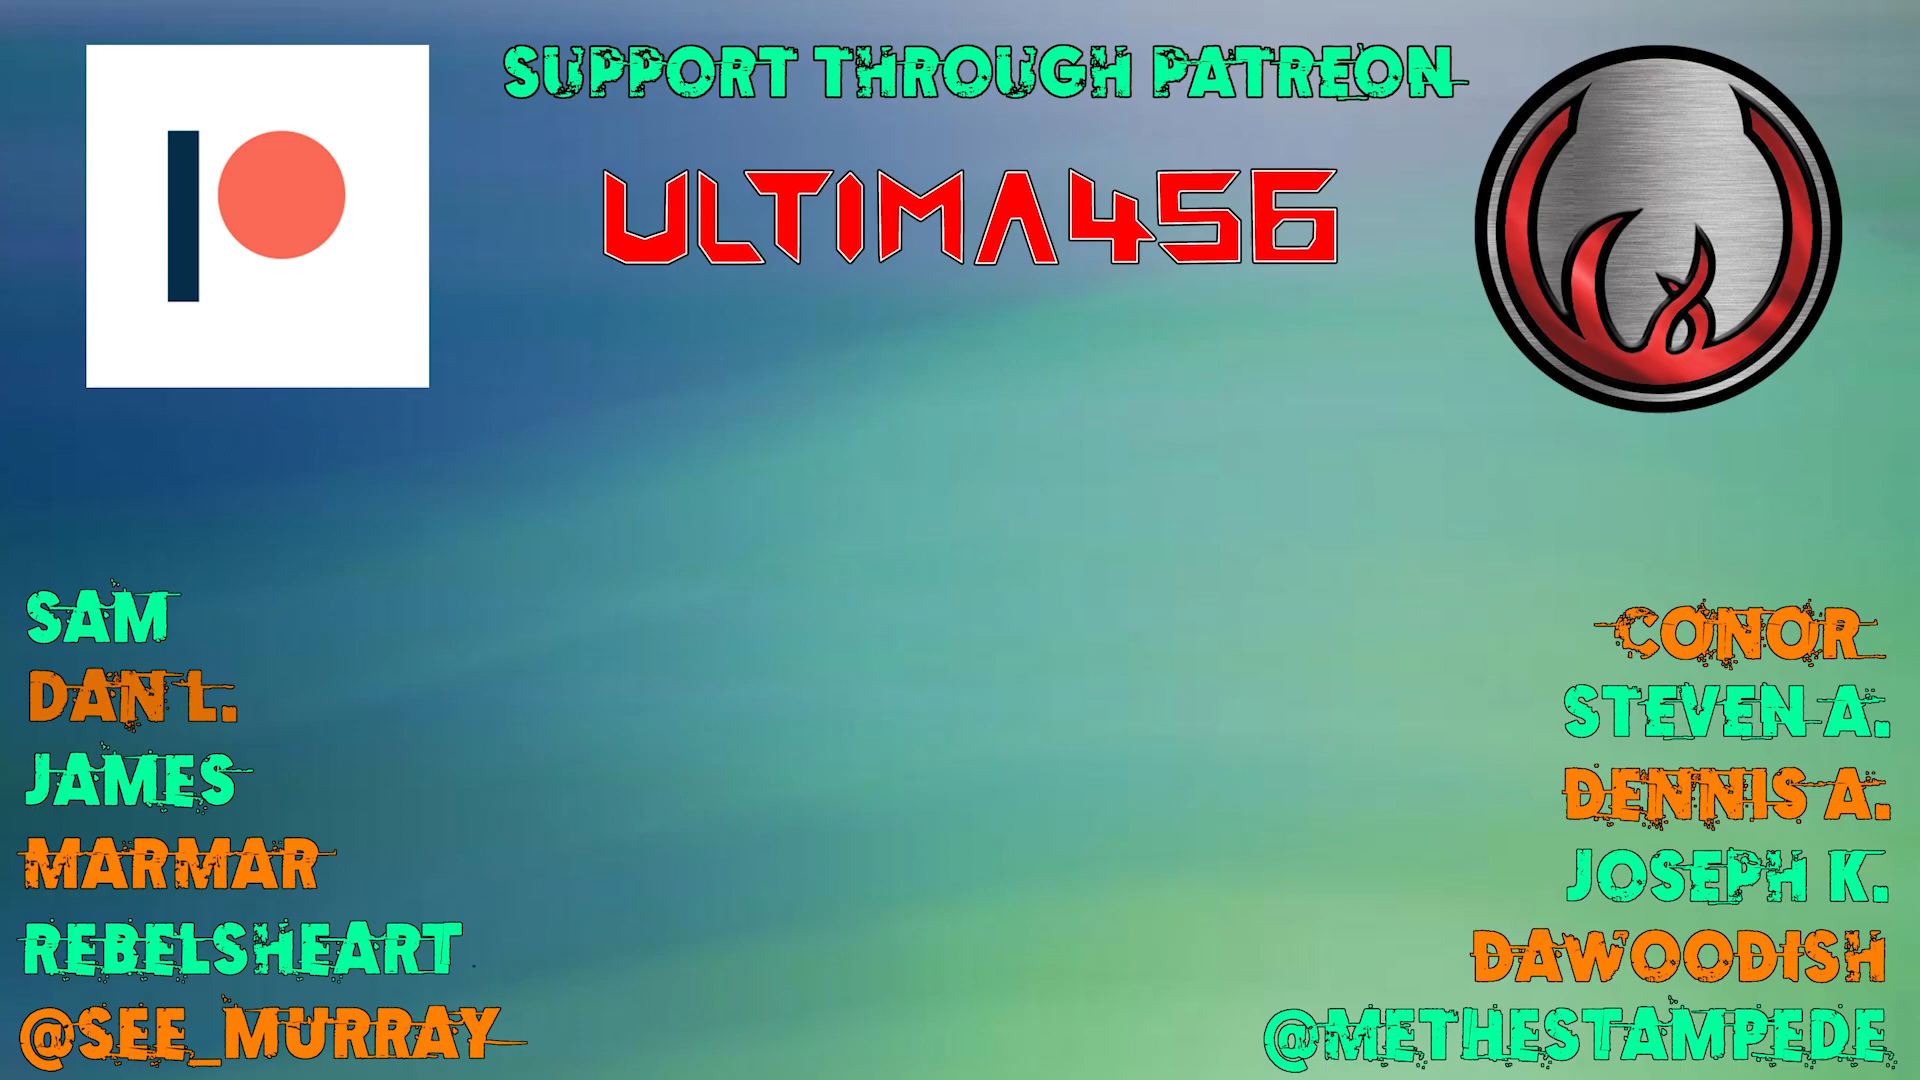 SUPPORT THROUGH PATREON
ULTIMA456
SAM
DAN L.
JAMES
MARMAR
REBELSHEART
@SEE_MURRAY
CONOR
STEVEN A.
DENNIS A.
JOSEPH K.
DAWOODISH
@METHESTAMPEDE